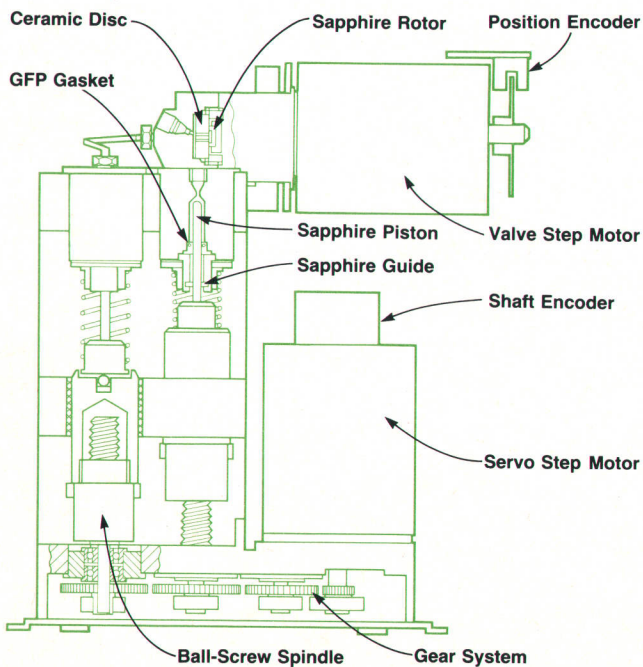 Ceramic Disc
Sapphire Rotor
Position Encoder
GFP Gasket
Sapphire Piston
Valve Step Motor
Sapphire Guide
Shaft Encoder
Servo Step Motor
Ball-Screw Spindle
Gear System